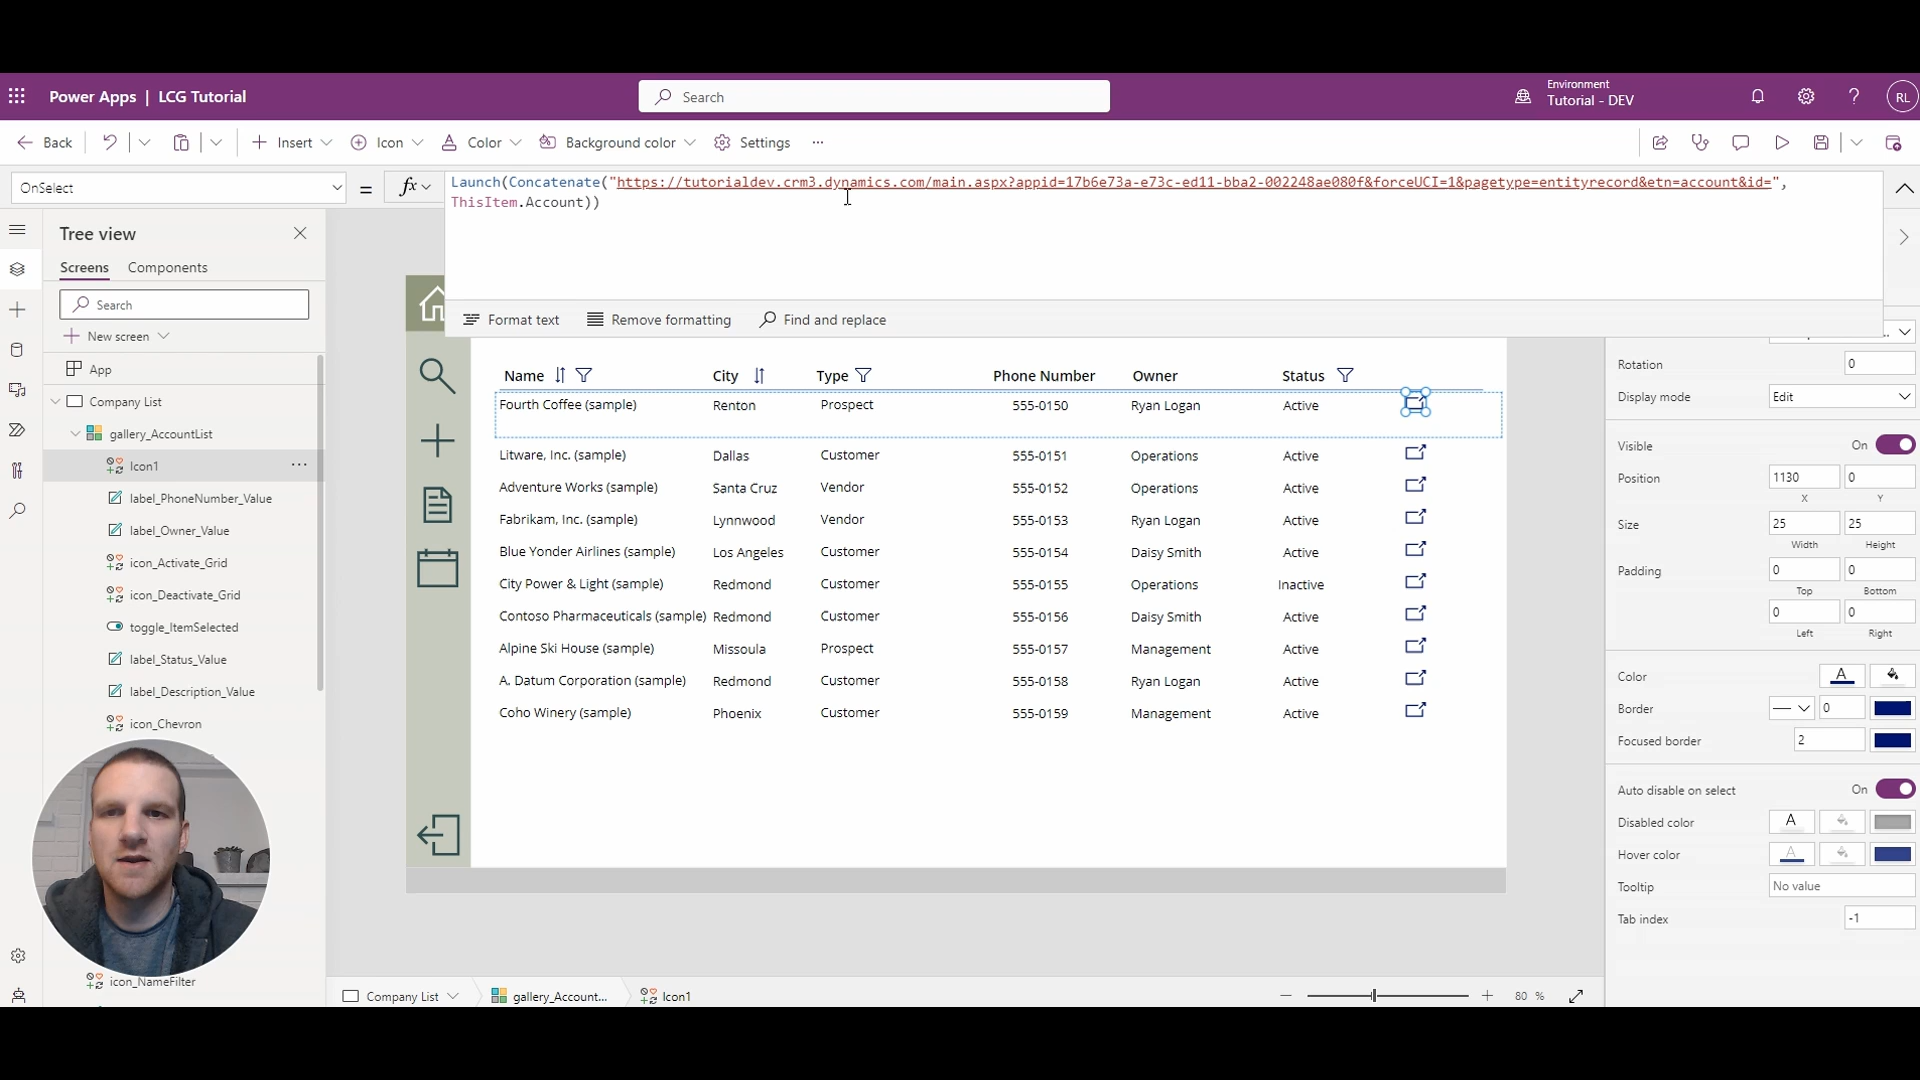 Power Apps | LCG Tutorial
Search
Environment
Tutorial - DEV
RL
Back
Insert
Icon
Color
Background color
Settings
OnSelect
=
fx
Launch(Concatenate("https://tutorialdev.crm3.dynamics.com/main.aspx?appid=17b6e73a-e73c-ed11-bba2-002248ae080f&forceUCI=1&pagetype=entityrecord&etn=account&id=",
ThisItem.Account))
Format text
Remove formatting
Find and replace
Tree view
Screens
Components
Search
New screen
App
Company List
gallery_AccountList
Icon1
label_PhoneNumber_Value
label_Owner_Value
icon_Activate_Grid
icon_Deactivate_Grid
toggle_ItemSelected
label_Status_Value
label_Description_Value
icon_Chevron
icon_NameFilter
Name City Type Phone Number Owner Status
Fourth Coffee (sample) Renton Prospect 555-0150 Ryan Logan Active
Litware, Inc. (sample) Dallas Customer 555-0151 Operations Active
Adventure Works (sample) Santa Cruz Vendor 555-0152 Operations Active
Fabrikam, Inc. (sample) Lynnwood Vendor 555-0153 Ryan Logan Active
Blue Yonder Airlines (sample) Los Angeles Customer 555-0154 Daisy Smith Active
City Power & Light (sample) Redmond Customer 555-0155 Operations Inactive
Contoso Pharmaceuticals (sample) Redmond Customer 555-0156 Daisy Smith Active
Alpine Ski House (sample) Missoula Prospect 555-0157 Management Active
A. Datum Corporation (sample) Redmond Customer 555-0158 Ryan Logan Active
Coho Winery (sample) Phoenix Customer 555-0159 Management Active
Rotation 0
Display mode Edit
Visible On
Position 1130 0
X Y
Size 25 25
Width Height
Padding 0 0
Top Bottom
0 0
Left Right
Color A
Border 0
Focused border 2
Auto disable on select On
Disabled color A
Hover color A
Tooltip No value
Tab index -1
Company List
gallery_Account...
Icon1
80 %